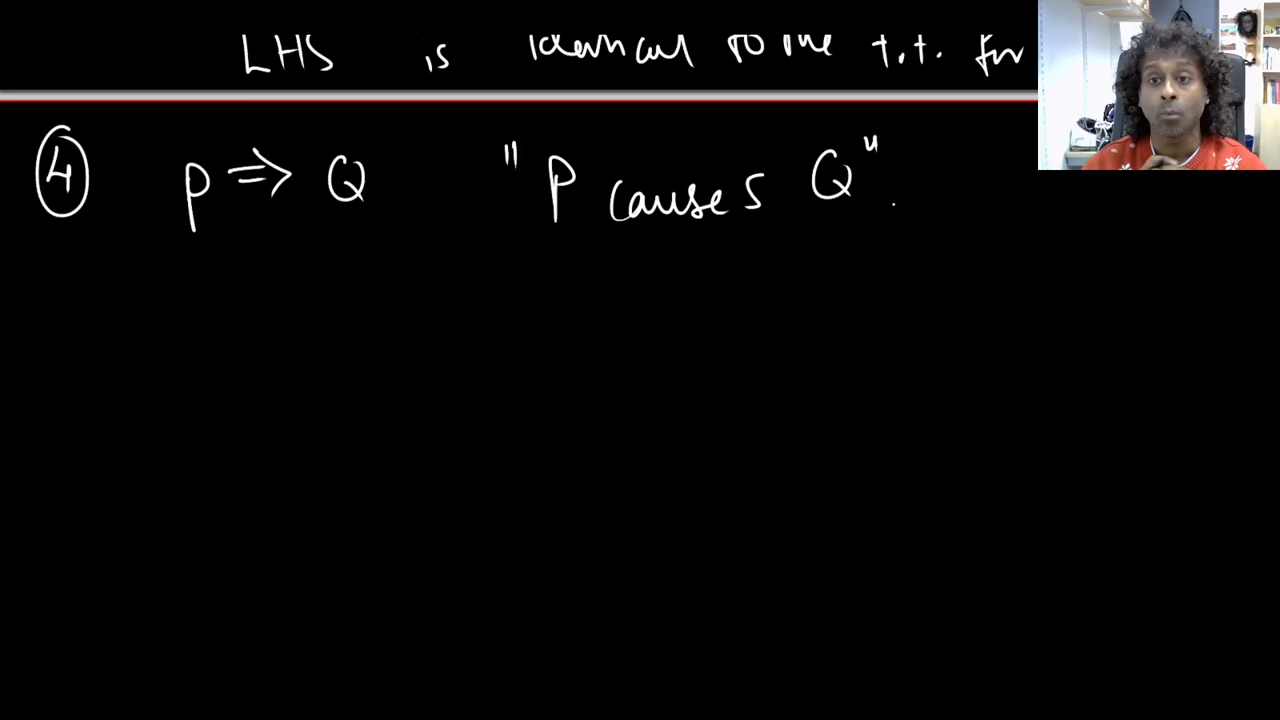 LHS is identical to the t.t. for
④ P ⇒ Q "P causes Q".